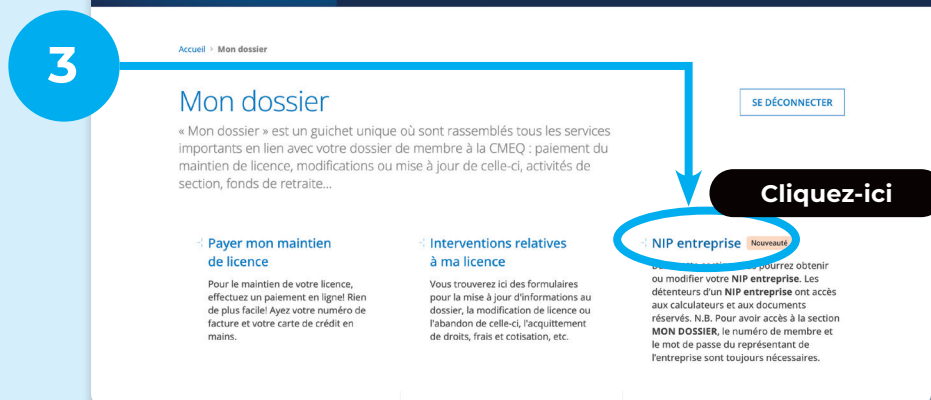 3
Accueil > Mon dossier
Mon dossier
SE DÉCONNECTER
« Mon dossier » est un guichet unique où sont rassemblés tous les services
importants en lien avec votre dossier de membre à la CMEQ : paiement du
maintien de licence, modifications ou mise à jour de celle-ci, activités de
section, fonds de retraite...
Cliquez-ici
Payer mon maintien
de licence
Pour le maintien de votre licence,
effectuez un paiement en ligne! Rien
de plus facile! Ayez votre numéro de
facture et votre carte de crédit en
mains.
Interventions relatives
à ma licence
Vous trouverez ici des formulaires
pour la mise à jour d'informations au
dossier, la modification de licence ou
l'abandon de celle-ci, l'acquittement
de droits, frais et cotisation, etc.
NIP entreprise Nouveauté
pourrez obtenir
ou modifier votre NIP entreprise. Les
détenteurs d'un NIP entreprise ont accès
aux calculateurs et aux documents
réservés. N.B. Pour avoir accès à la section
MON DOSSIER, le numéro de membre et
le mot de passe du représentant de
l'entreprise sont toujours nécessaires.